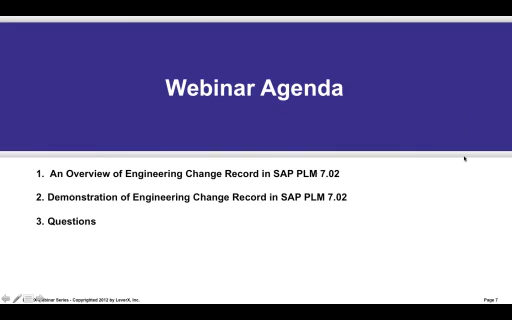 Webinar Agenda
1. An Overview of Engineering Change Record in SAP PLM 7.02
2. Demonstration of Engineering Change Record in SAP PLM 7.02
3. Questions
Webinar Series - Copyrighted 2012 by LeverX, Inc.
Page 7